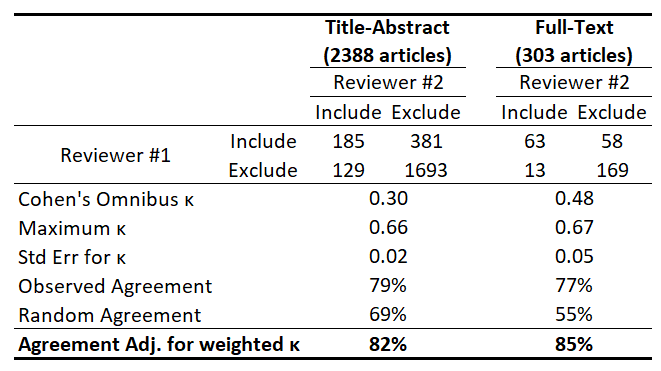 Title-Abstract Full-Text
(2388 articles) (303 articles)
Reviewer #2 Reviewer #2
Include Exclude Include Exclude
Reviewer #1 Include 185 381 63 58
Exclude 129 1693 13 169
Cohen's Omnibus κ 0.30 0.48
Maximum κ 0.66 0.67
Std Err for κ 0.02 0.05
Observed Agreement 79% 77%
Random Agreement 69% 55%
Agreement Adj. for weighted κ 82% 85%